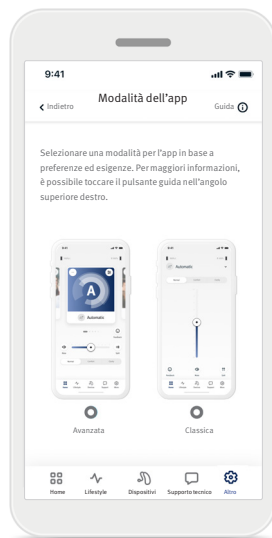 9:41
Indietro
Modalità dell'app
Guida
Selezionare una modalità per l'app in base a
preferenze ed esigenze. Per maggiori informazioni,
è possibile toccare il pulsante guida nell'angolo
superiore destro.
A
Automatic
Automatic
Avanzata
Classica
Home
Lifestyle
Dispositivi
Supporto tecnico
Altro